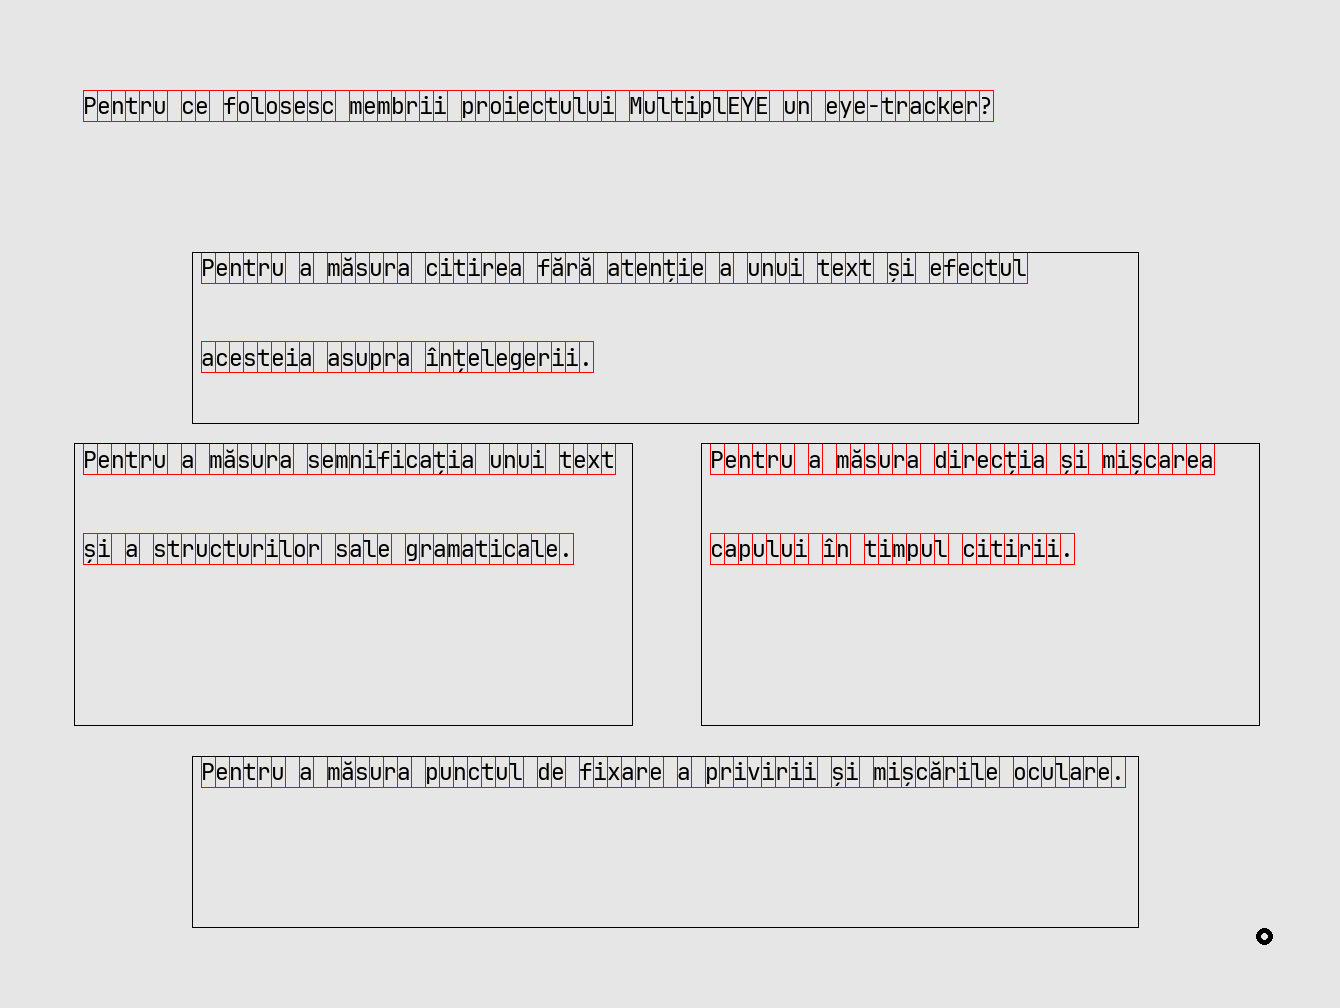 Pentru ce folosesc membrii proiectului MultiplEYE un eye-tracker?
Pentru a măsura citirea fără atenție a unui text și efectul
acesteia asupra înțelegerii.
Pentru a măsura semnificația unui text
și a structurilor sale gramaticale.
Pentru a măsura direcția și mișcarea
capului în timpul citirii.
Pentru a măsura punctul de fixare a privirii și mișcările oculare.